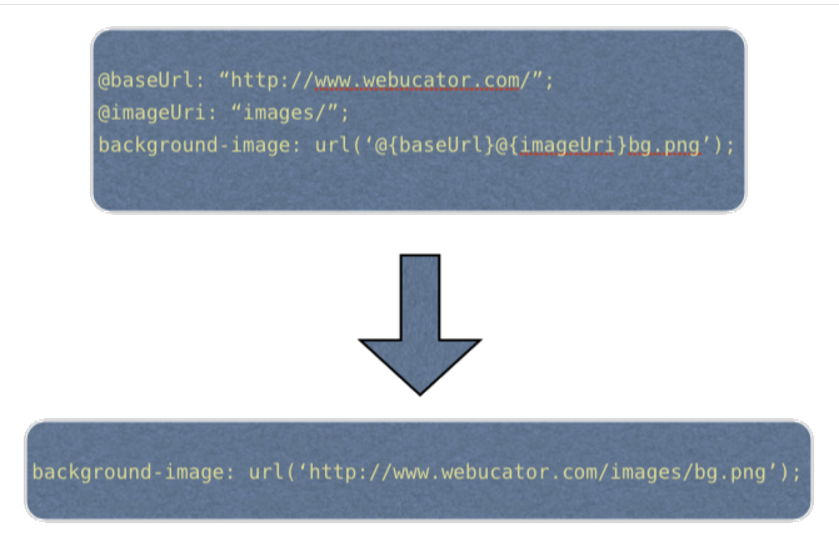 @baseUrl: “http://www.webucator.com/”;
@imageUri: “images/”;
background-image: url(‘@{baseUrl}@{imageUri}bg.png’);
background-image: url(‘http://www.webucator.com/images/bg.png’);